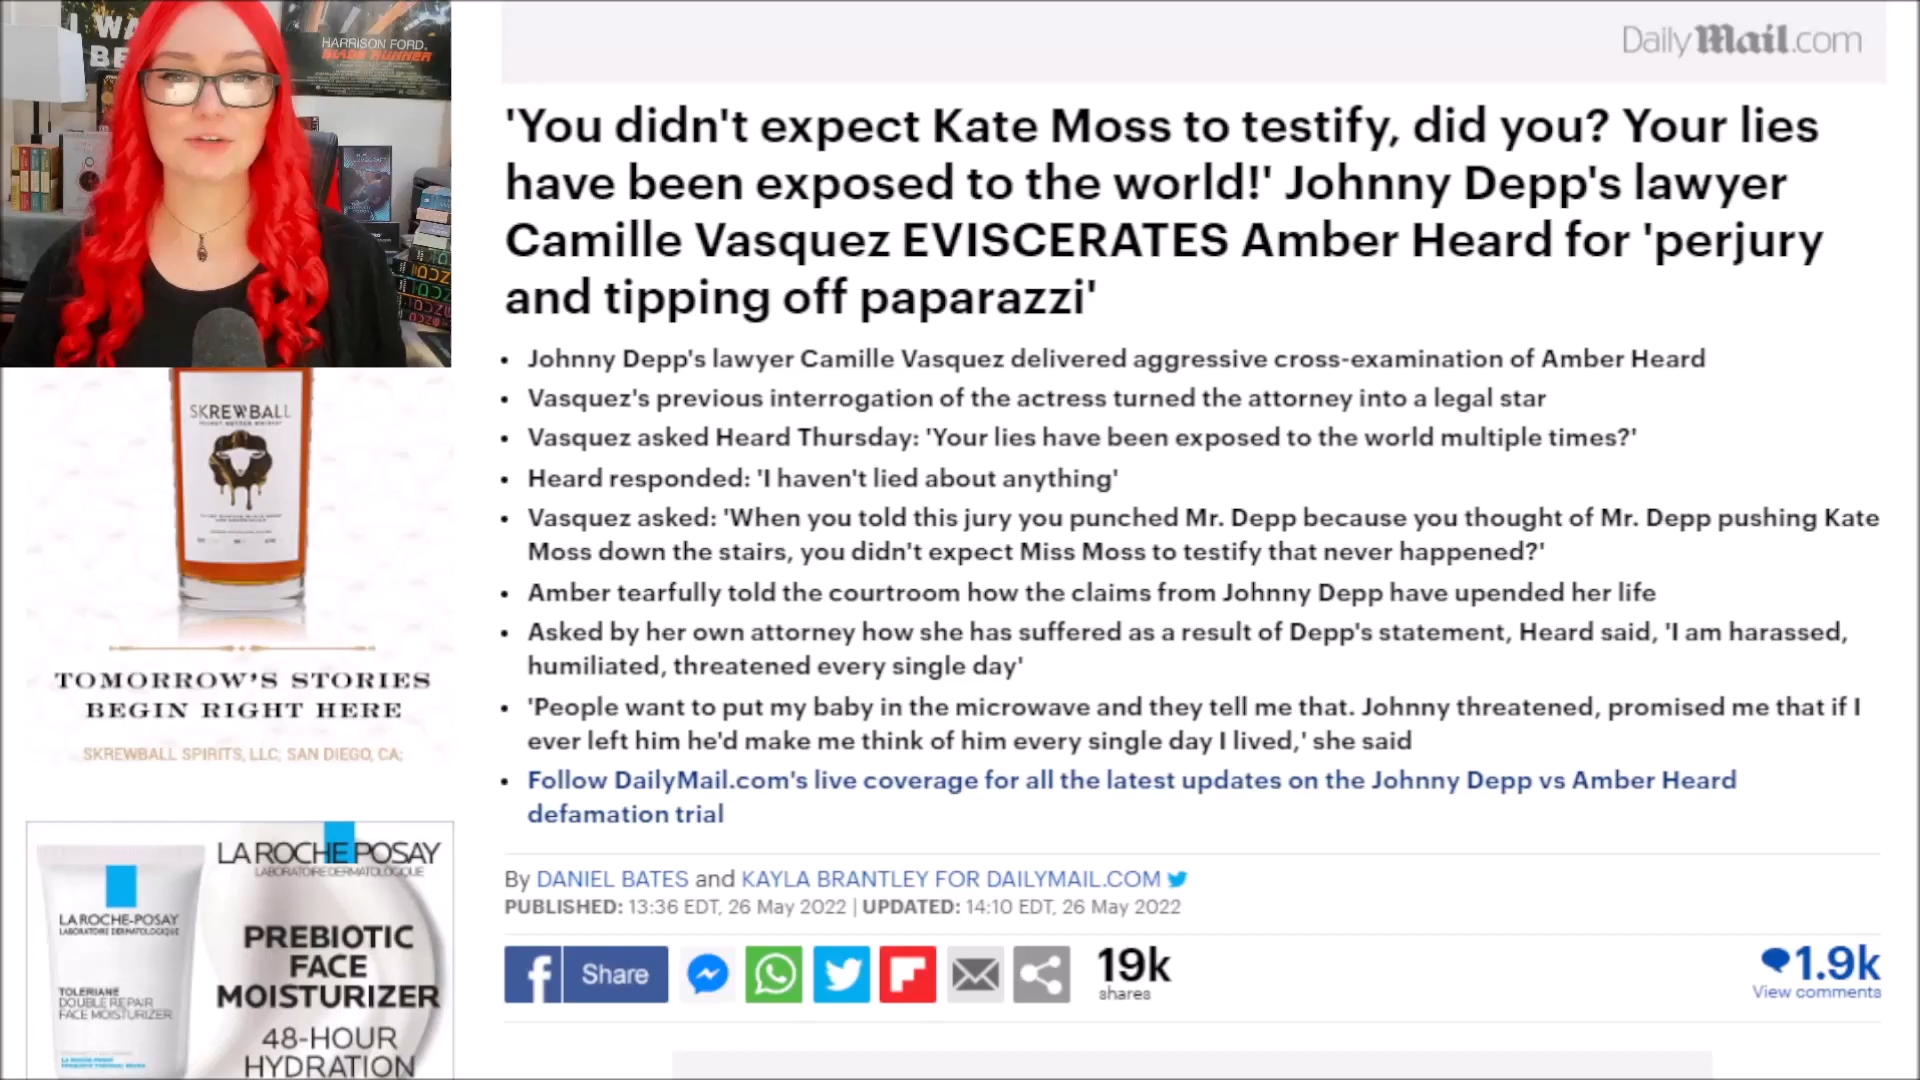 I WA
BE
HARRISON FORD.
BLADE RUNNER
DailyMail.com
'You didn't expect Kate Moss to testify, did you? Your lies
have been exposed to the world!' Johnny Depp's lawyer
Camille Vasquez EVISCERATES Amber Heard for 'perjury
and tipping off paparazzi'
• Johnny Depp's lawyer Camille Vasquez delivered aggressive cross-examination of Amber Heard
• Vasquez's previous interrogation of the actress turned the attorney into a legal star
• Vasquez asked Heard Thursday: 'Your lies have been exposed to the world multiple times?'
• Heard responded: 'I haven't lied about anything'
• Vasquez asked: 'When you told this jury you punched Mr. Depp because you thought of Mr. Depp pushing Kate
Moss down the stairs, you didn't expect Miss Moss to testify that never happened?'
• Amber tearfully told the courtroom how the claims from Johnny Depp have upended her life
• Asked by her own attorney how she has suffered as a result of Depp's statement, Heard said, 'I am harassed,
humiliated, threatened every single day'
• 'People want to put my baby in the microwave and they tell me that. Johnny threatened, promised me that if I
ever left him he'd make me think of him every single day I lived,' she said
• Follow DailyMail.com's live coverage for all the latest updates on the Johnny Depp vs Amber Heard
defamation trial
By DANIEL BATES and KAYLA BRANTLEY FOR DAILYMAIL.COM
PUBLISHED: 13:36 EDT, 26 May 2022 | UPDATED: 14:10 EDT, 26 May 2022
Share
19k
shares
1.9k
View comments
SKREWBALL
TOMORROW'S STORIES
BEGIN RIGHT HERE
SKREWBALL SPIRITS, LLC, SAN DIEGO, CA;
LA ROCHE POSAY
LABORATOIRE DERMATOLOGIQUE
PREBIOTIC
FACE
MOISTURIZER
48-HOUR
HYDRATION
LA ROCHE-POSAY
LABORATOIRE DERMATOLOGIQUE
TOLERIANE
DOUBLE REPAIR
FACE MOISTURIZER